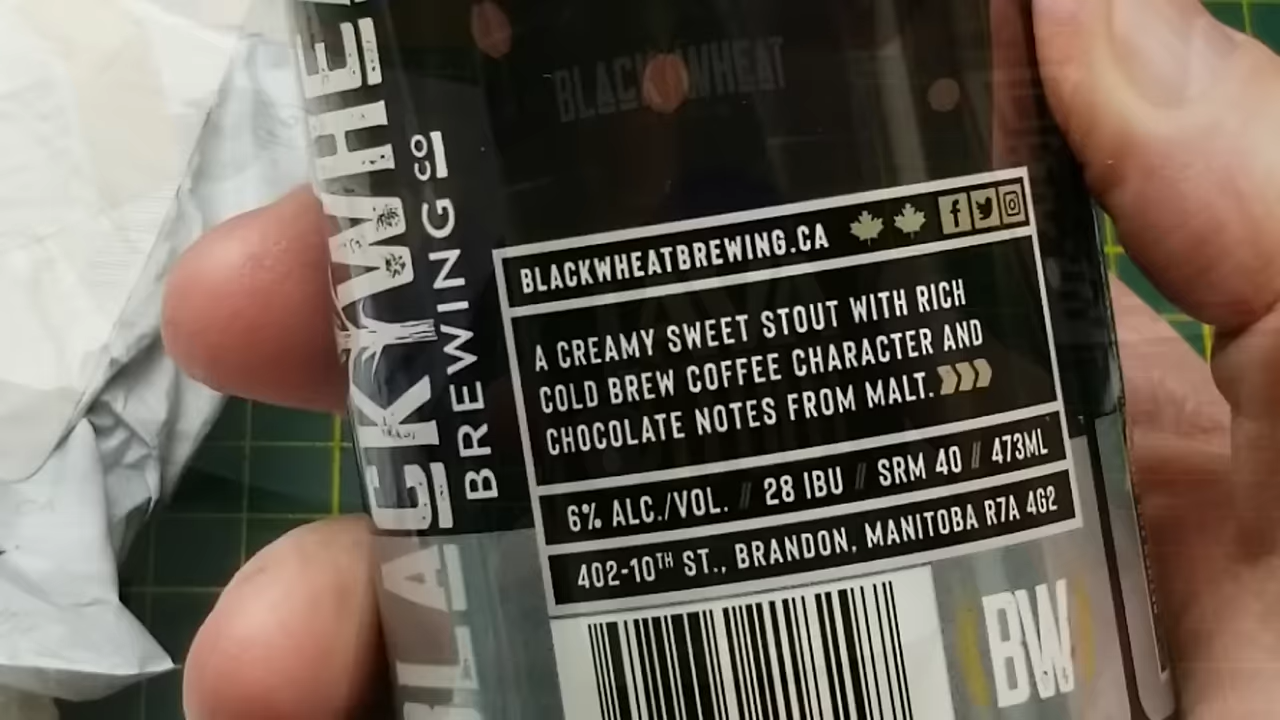 BLACKWHEAT
BREWING CO
BLACKWHEAT
BLACKWHEATBREWING.CA
A CREAMY SWEET STOUT WITH RICH
COLD BREW COFFEE CHARACTER AND
CHOCOLATE NOTES FROM MALT.
6% ALC./VOL. // 28 IBU // SRM 40 // 473ML
402-10TH ST., BRANDON, MANITOBA R7A 4G2
BW